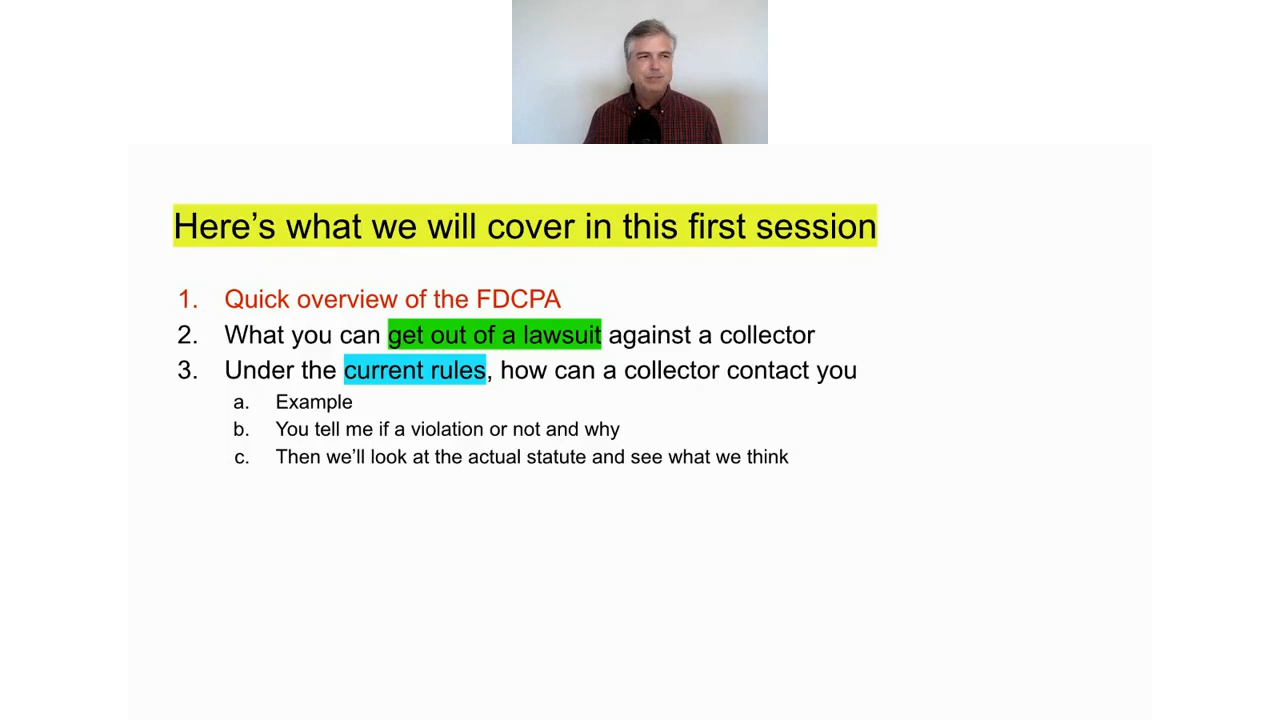 Here’s what we will cover in this first session
1. Quick overview of the FDCPA
2. What you can get out of a lawsuit against a collector
3. Under the current rules, how can a collector contact you
a. Example
b. You tell me if a violation or not and why
c. Then we’ll look at the actual statute and see what we think